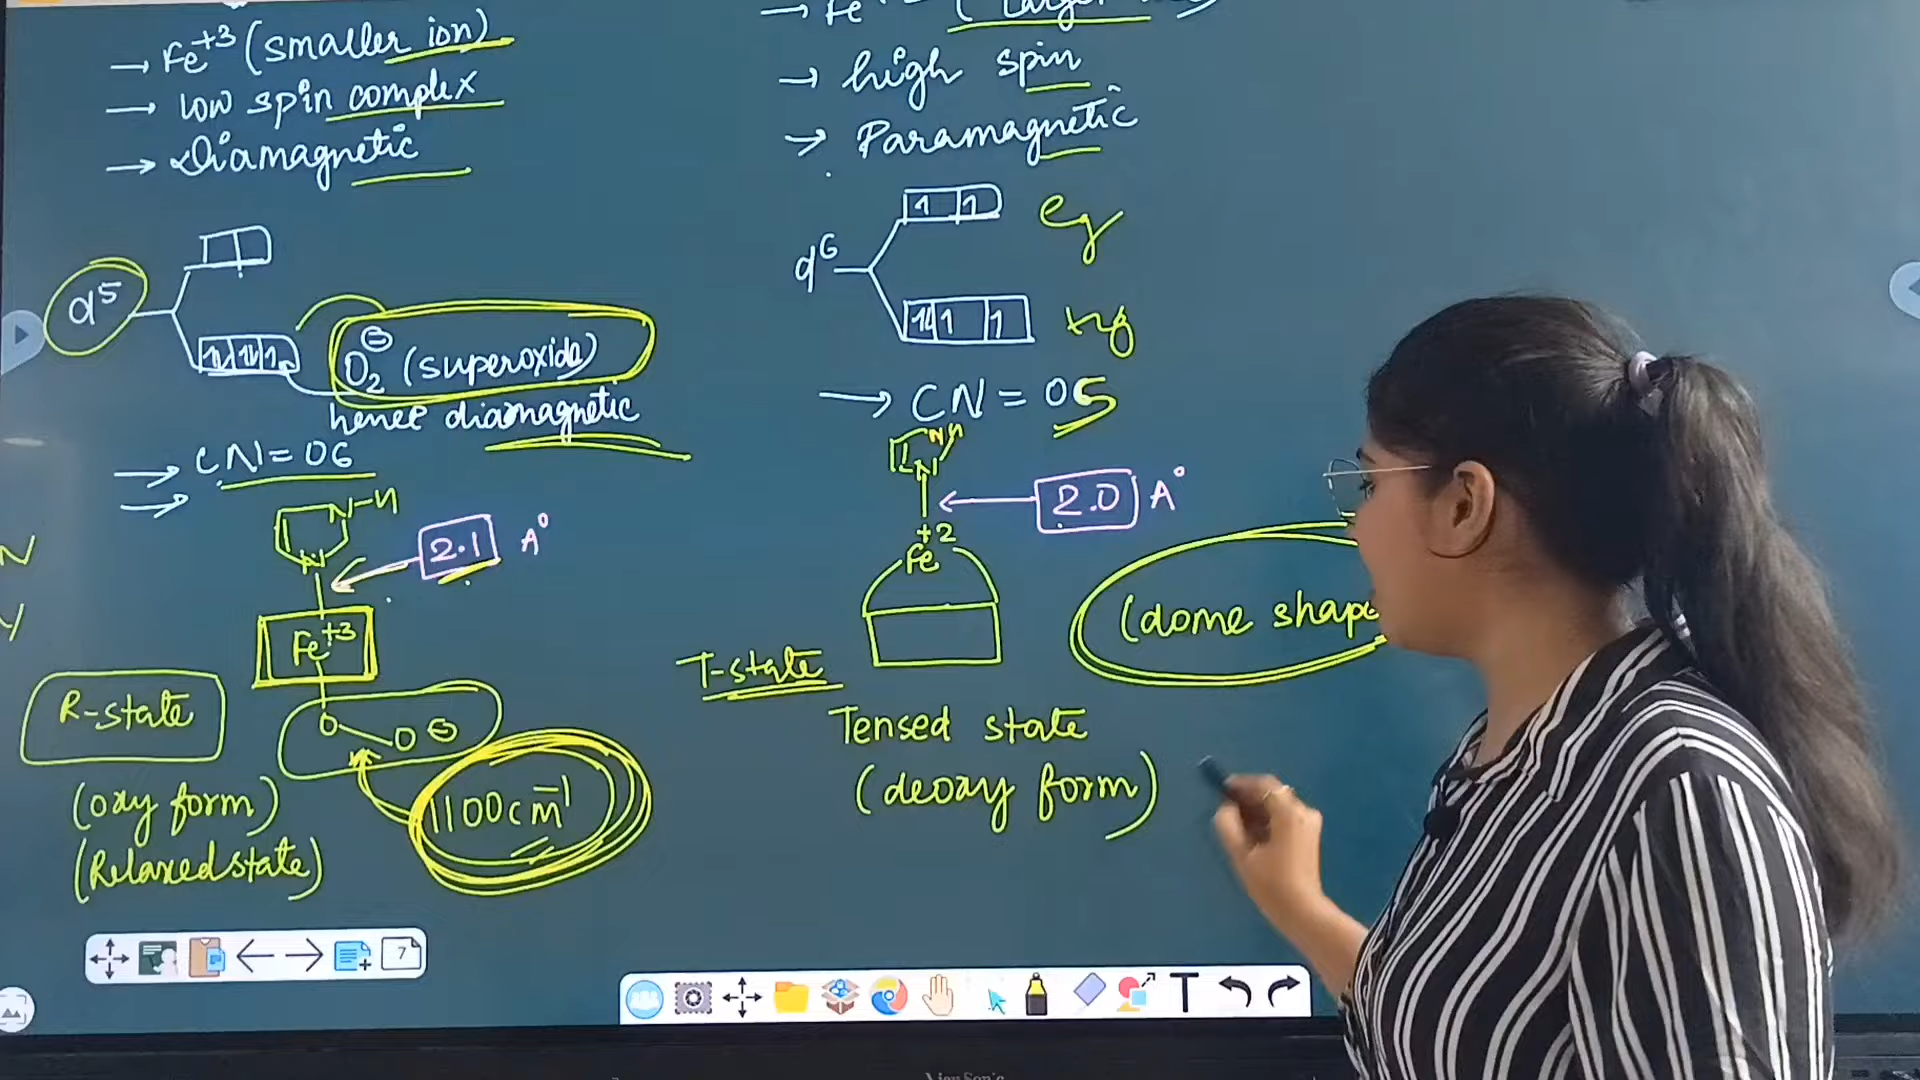 → Fe+3 (smaller ion)
→ low spin complex
→ Diamagnetic
d5
O2⊖ (superoxide)
hence diamagnetic
→ CN = 06
→
N-H
N
2.1 A°
Fe+3
O
O⊖
1100 cm-1
R-state
(oxy form)
(Relaxed state)
→ Fe
→ high spin
→ Paramagnetic
d6
eg
t2g
→ CN = 05
N
2.0 A°
+2
Fe
(dome shape
T-state
Tensed state
(deoxy form)
7
T